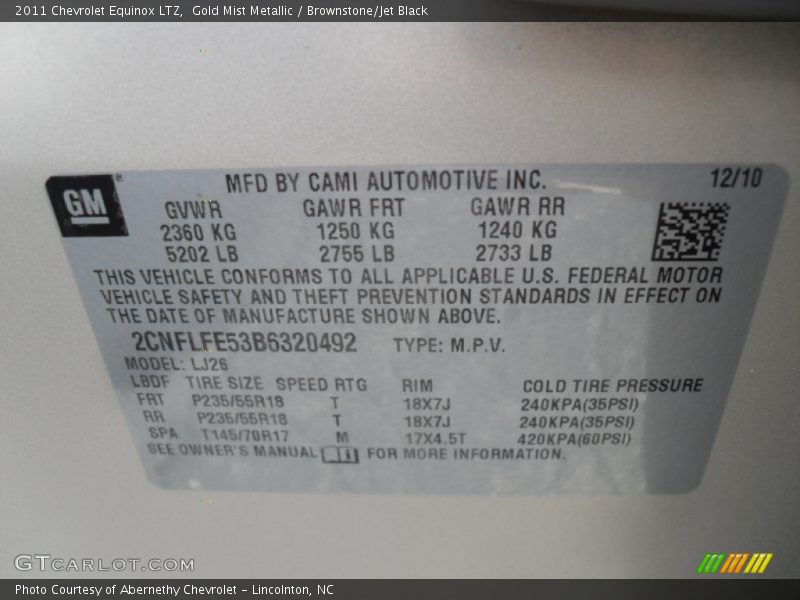 2011 Chevrolet Equinox LTZ, Gold Mist Metallic / Brownstone/Jet Black
GM®
MFD BY CAMI AUTOMOTIVE INC. 12/10
GVWR GAWR FRT GAWR RR
2360 KG 1250 KG 1240 KG
5202 LB 2755 LB 2733 LB
THIS VEHICLE CONFORMS TO ALL APPLICABLE U.S. FEDERAL MOTOR
VEHICLE SAFETY AND THEFT PREVENTION STANDARDS IN EFFECT ON
THE DATE OF MANUFACTURE SHOWN ABOVE.
2CNFLFE53B6320492 TYPE: M.P.V.
MODEL: LJ26
LBDF TIRE SIZE SPEED RTG RIM COLD TIRE PRESSURE
FRT P235/55R18 T 18X7J 240KPA(35PSI)
RR P235/55R18 T 18X7J 240KPA(35PSI)
SPA T145/70R17 M 17X4.5T 420KPA(60PSI)
SEE OWNER'S MANUAL FOR MORE INFORMATION.
GTCARLOT.COM
Photo Courtesy of Abernethy Chevrolet – Lincolnton, NC